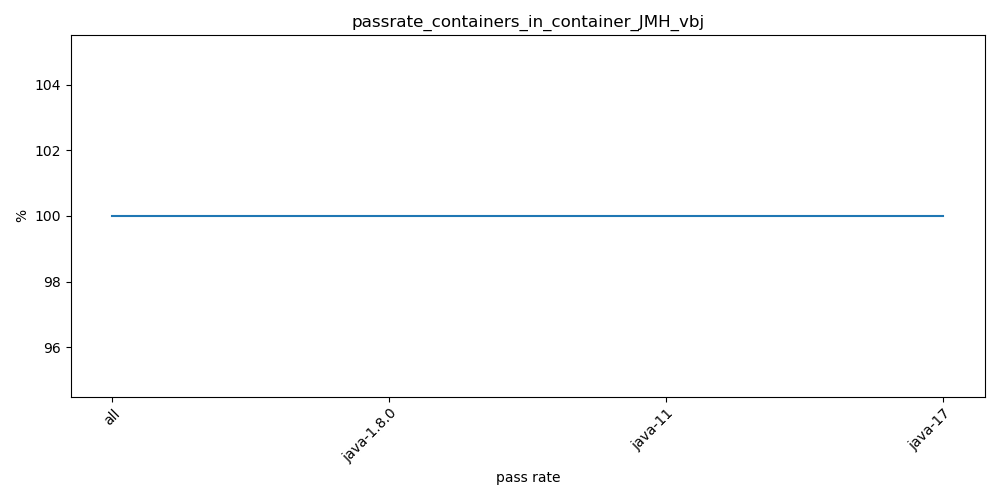 passrate_containers_in_container_JMH_vbj
%
104
102
100
98
96
all
java-1.8.0
java-11
java-17
pass rate